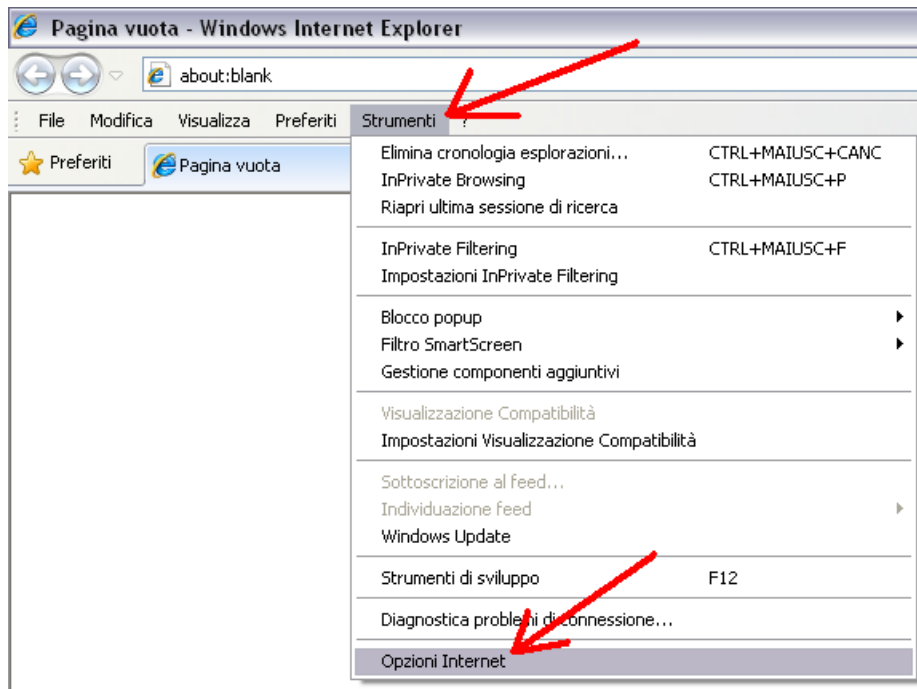 Pagina vuota - Windows Internet Explorer
about:blank
File Modifica Visualizza Preferiti Strumenti ?
Preferiti Pagina vuota
Elimina cronologia esplorazioni... CTRL+MAIUSC+CANC
InPrivate Browsing CTRL+MAIUSC+P
Riapri ultima sessione di ricerca
InPrivate Filtering CTRL+MAIUSC+F
Impostazioni InPrivate Filtering
Blocco popup
Filtro SmartScreen
Gestione componenti aggiuntivi
Visualizzazione Compatibilità
Impostazioni Visualizzazione Compatibilità
Sottoscrizione al feed...
Individuazione feed
Windows Update
Strumenti di sviluppo F12
Diagnostica problemi di connessione...
Opzioni Internet